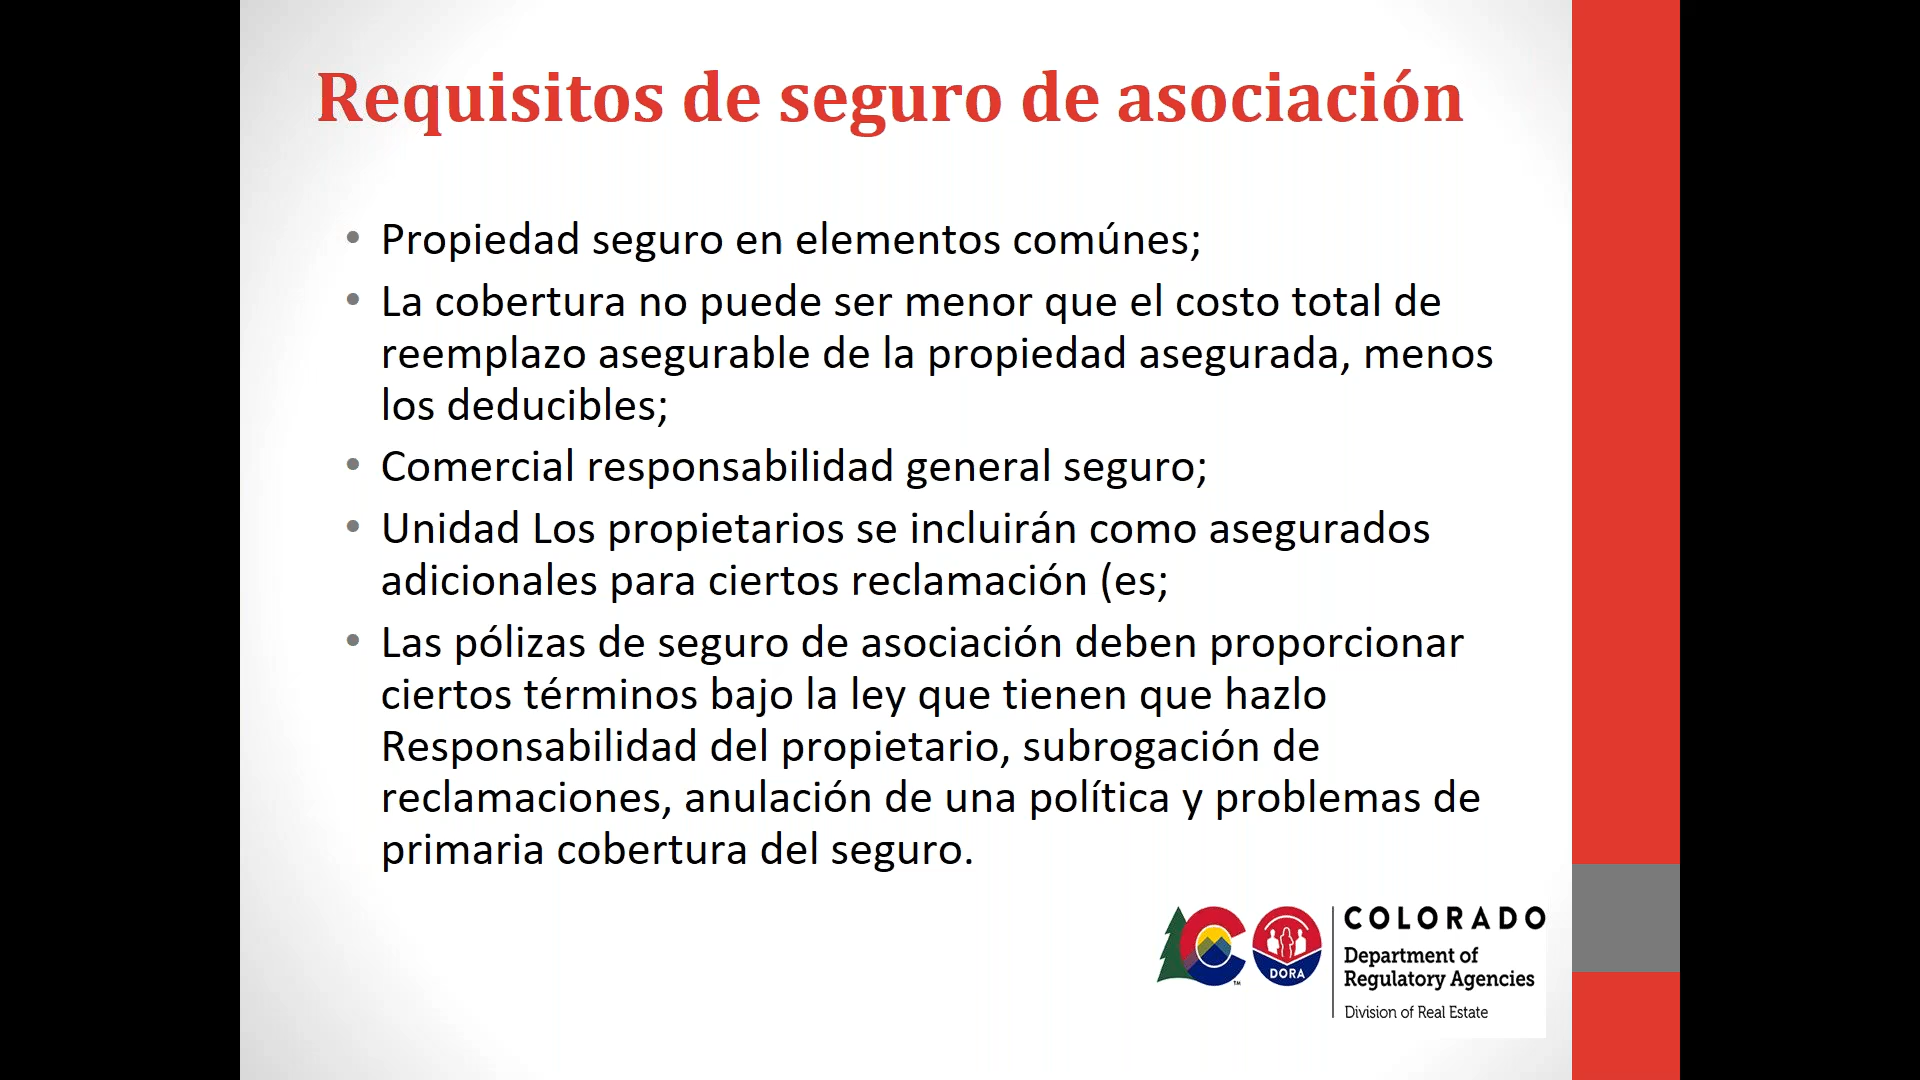 Requisitos de seguro de asociación
• Propiedad seguro en elementos comúnes;
• La cobertura no puede ser menor que el costo total de
reemplazo asegurable de la propiedad asegurada, menos
los deducibles;
• Comercial responsabilidad general seguro;
• Unidad Los propietarios se incluirán como asegurados
adicionales para ciertos reclamación (es;
• Las pólizas de seguro de asociación deben proporcionar
ciertos términos bajo la ley que tienen que hazlo
Responsabilidad del propietario, subrogación de
reclamaciones, anulación de una política y problemas de
primaria cobertura del seguro.
DORA
TM
COLORADO
Department of
Regulatory Agencies
Division of Real Estate